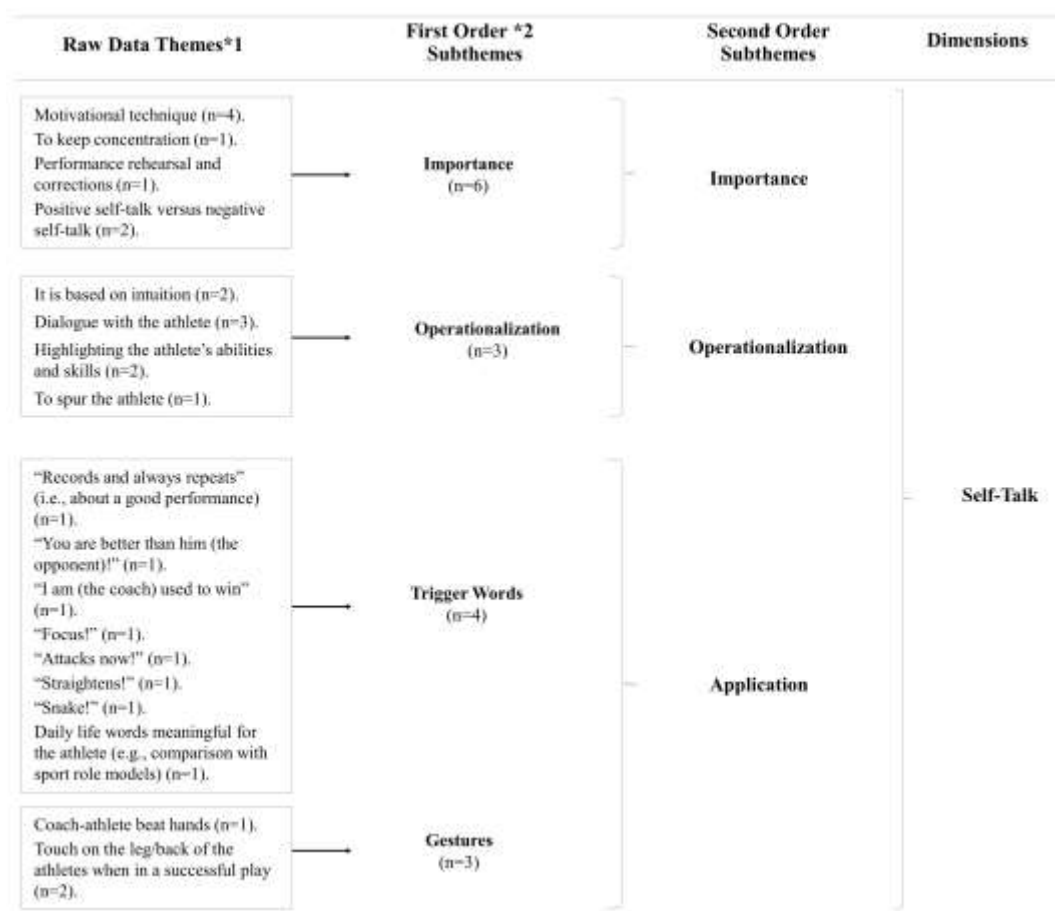 Raw Data Themes*1
First Order *2
Subthemes
Second Order
Subthemes
Dimensions
Motivational technique (n=4).
To keep concentration (n=1).
Performance rehearsal and
corrections (n=1).
Positive self-talk versus negative
self-talk (n=2).
Importance
(n=6)
Importance
It is based on intuition (n=2).
Dialogue with the athlete (n=3).
Highlighting the athlete's abilities
and skills (n=2).
To spur the athlete (n=1).
Operationalization
(n=3)
Operationalization
“Records and always repeats”
(i.e., about a good performance)
(n=1).
“You are better than him (the
opponent)!” (n=1).
“I am (the coach) used to win”
(n=1).
“Focus!” (n=1).
“Attacks now!” (n=1).
“Straightens!” (n=1).
“Snake!” (n=1).
Daily life words meaningful for
the athlete (e.g., comparison with
sport role models) (n=1).
Trigger Words
(n=4)
Application
Self-Talk
Coach-athlete beat hands (n=1).
Touch on the leg/back of the
athletes when in a successful play
(n=2).
Gestures
(n=3)